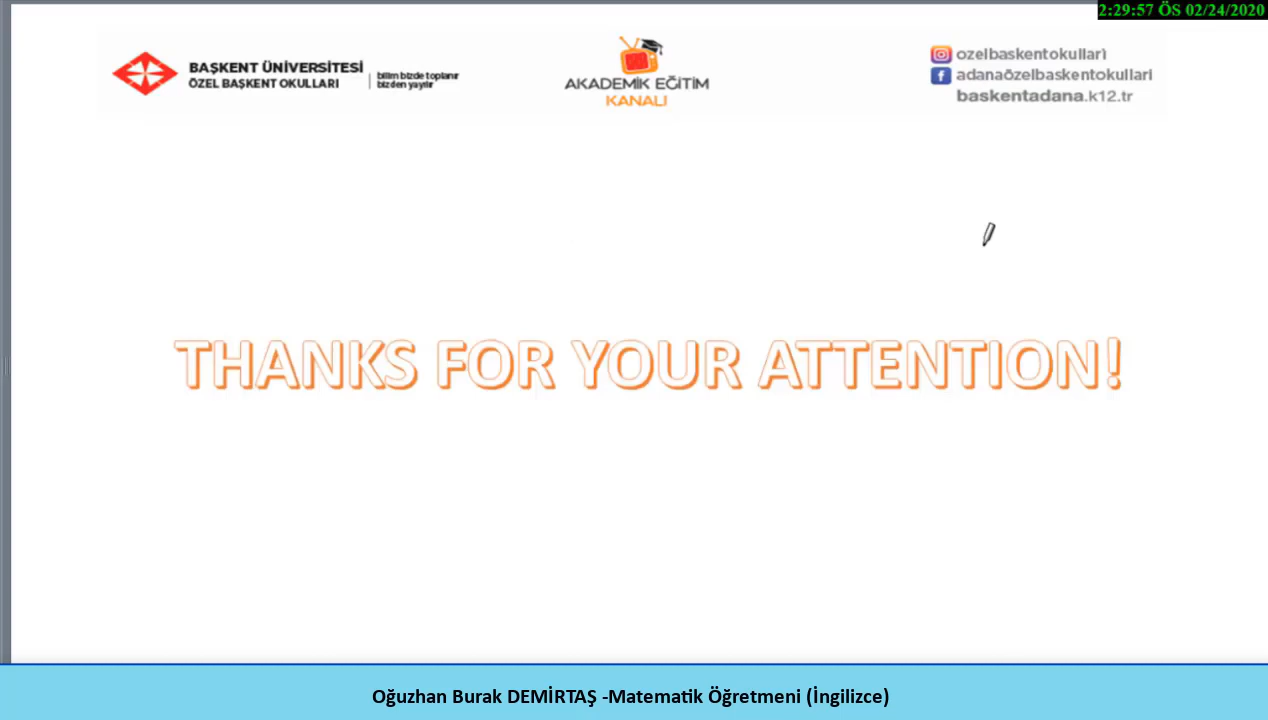 2:29:57 ÖS 02/24/2020
BAŞKENT ÜNİVERSİTESİ
ÖZEL BAŞKENT OKULLARI
bilim bizde toplanır
bizden yayılır
AKADEMİK EĞİTİM
KANALI
ozelbaskentokullari
adanaözelbaskentokullari
baskentadana.k12.tr
THANKS FOR YOUR ATTENTION!
Oğuzhan Burak DEMİRTAŞ -Matematik Öğretmeni (İngilizce)